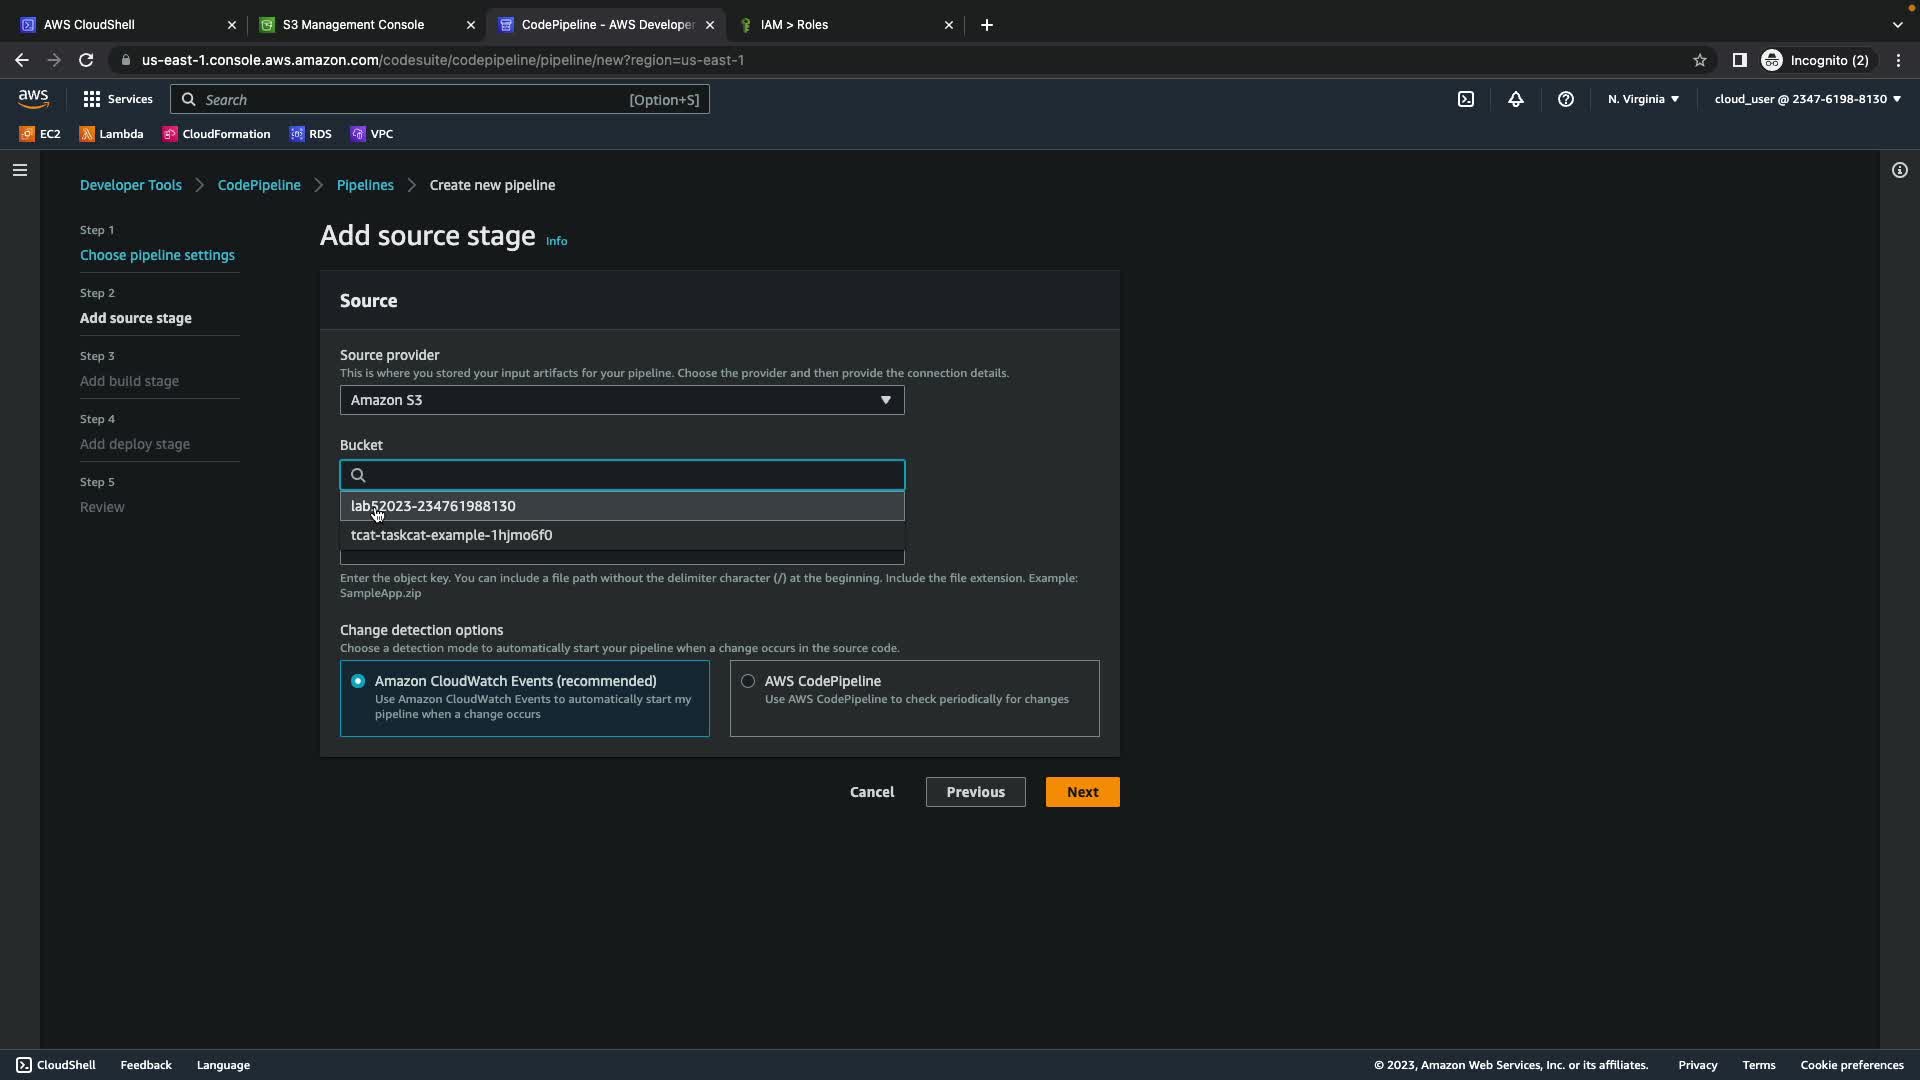 AWS CloudShell
S3 Management Console
CodePipeline - AWS Developer
IAM > Roles
us-east-1.console.aws.amazon.com/codesuite/codepipeline/pipeline/new?region=us-east-1
Incognito (2)
aws
Services
Search
[Option+S]
N. Virginia
cloud_user @ 2347-6198-8130
EC2
Lambda
CloudFormation
RDS
VPC
Developer Tools
CodePipeline
Pipelines
Create new pipeline
Step 1
Choose pipeline settings
Step 2
Add source stage
Step 3
Add build stage
Step 4
Add deploy stage
Step 5
Review
Add source stage Info
Source
Source provider
This is where you stored your input artifacts for your pipeline. Choose the provider and then provide the connection details.
Amazon S3
Bucket
lab52023-234761988130
tcat-taskcat-example-1hjmo6f0
Enter the object key. You can include a file path without the delimiter character (/) at the beginning. Include the file extension. Example:
SampleApp.zip
Change detection options
Choose a detection mode to automatically start your pipeline when a change occurs in the source code.
Amazon CloudWatch Events (recommended)
Use Amazon CloudWatch Events to automatically start my
pipeline when a change occurs
AWS CodePipeline
Use AWS CodePipeline to check periodically for changes
Cancel
Previous
Next
CloudShell
Feedback
Language
© 2023, Amazon Web Services, Inc. or its affiliates.
Privacy
Terms
Cookie preferences